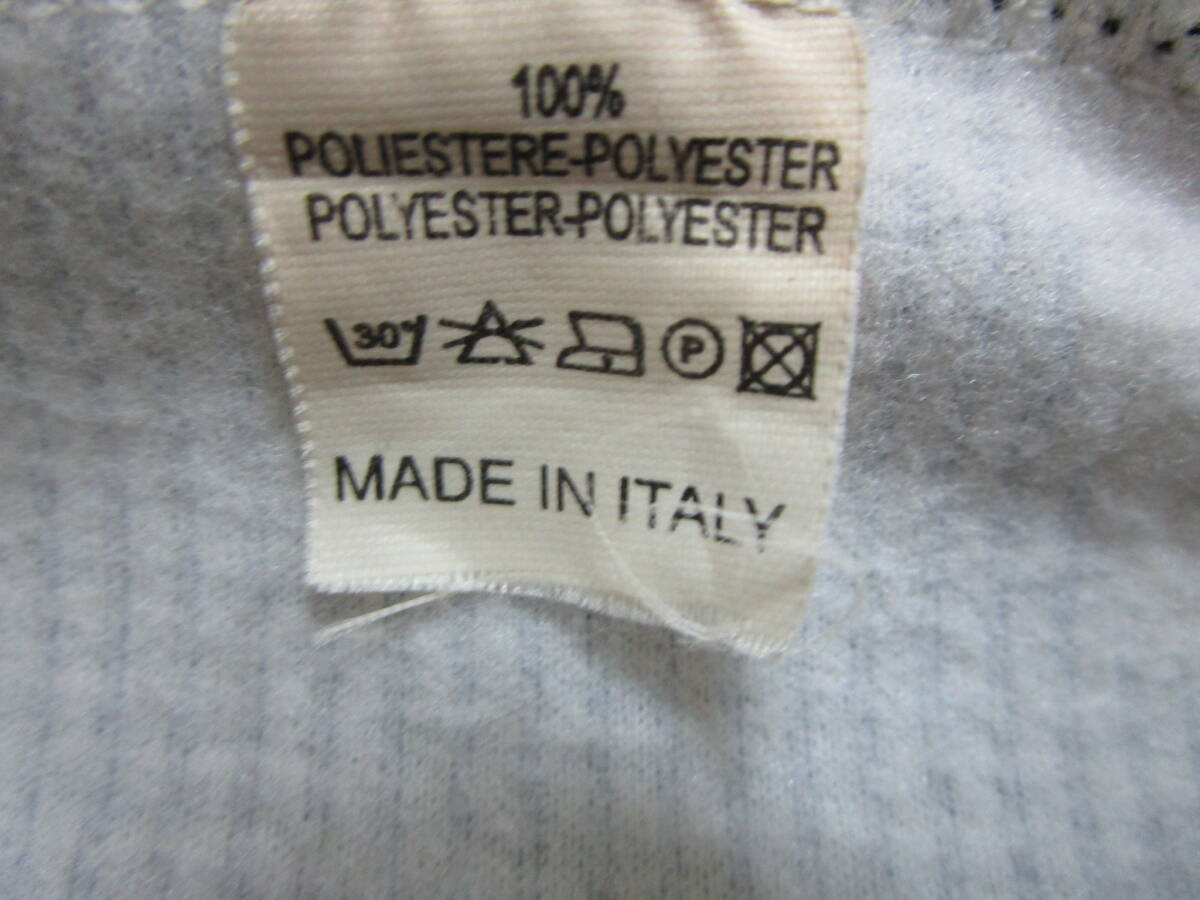 100%
POLIESTERE-POLYESTER
POLYESTER-POLYESTER
30°
P
MADE IN ITALY